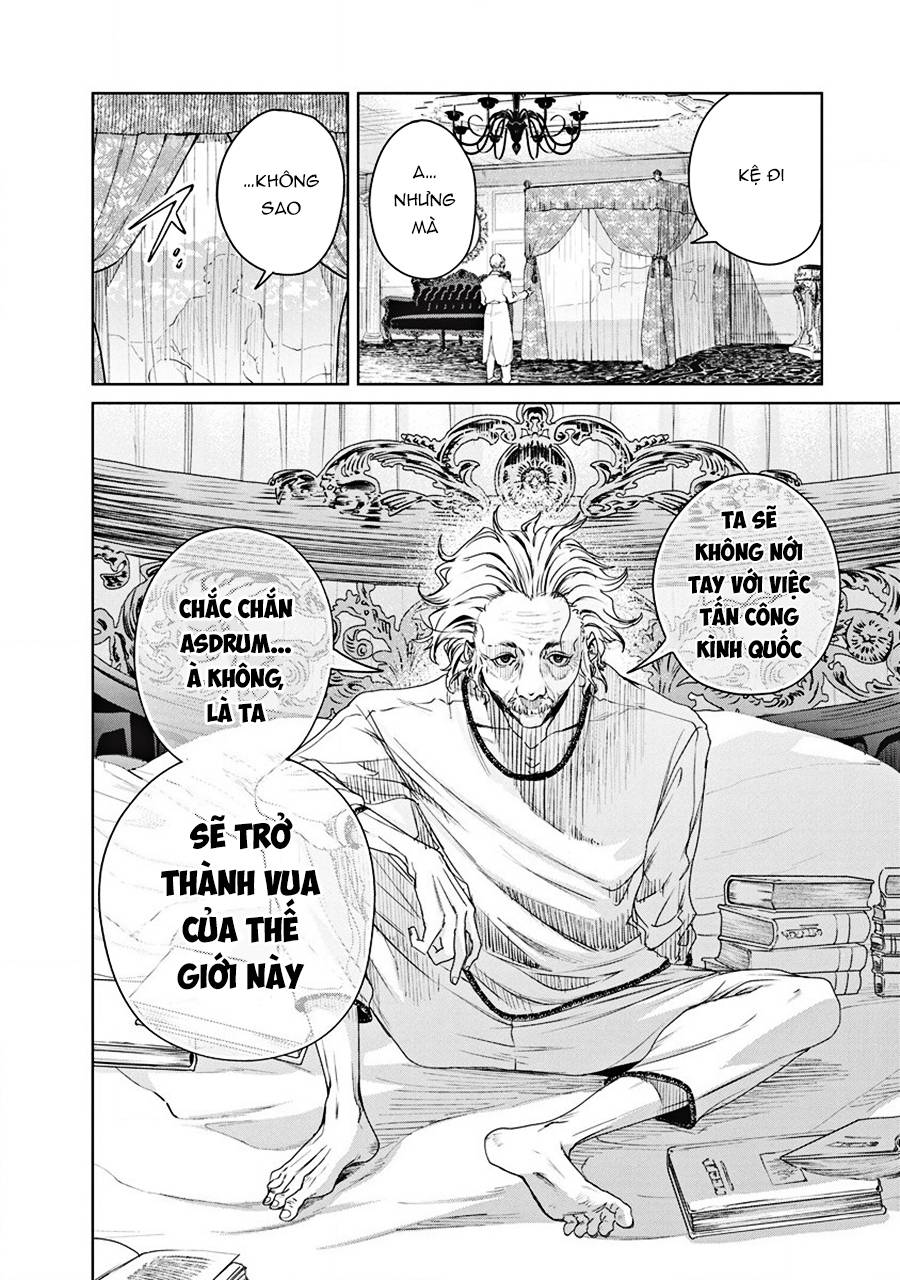 KỆ ĐI
A...
NHƯNG
MÀ
...KHÔNG
SAO
TA SẼ
KHÔNG NỚI
TAY VỚI VIỆC
TẤN CÔNG
KÌNH QUỐC
CHẮC CHẮN
ASDRUM...
À KHÔNG,
LÀ TA
SẼ TRỞ
THÀNH VUA
CỦA THẾ
GIỚI NÀY